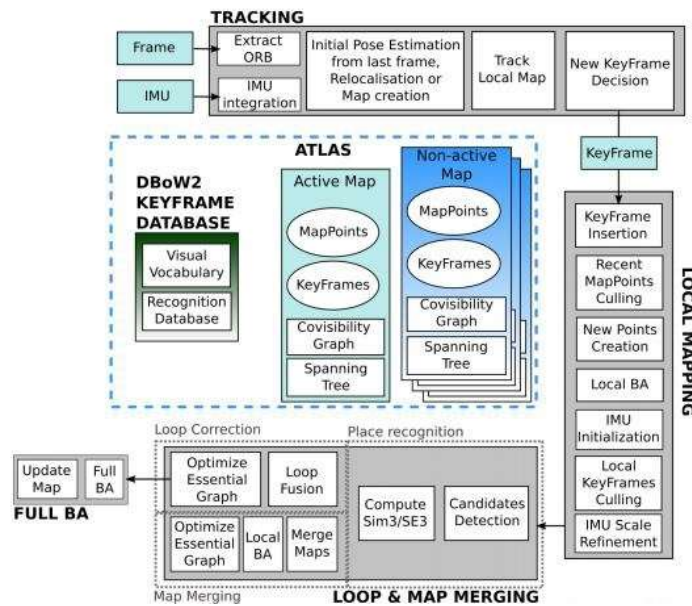 TRACKING
Frame
IMU
Extract
ORB
IMU
integration
Initial Pose Estimation
from last frame,
Relocalisation or
Map creation
Track
Local Map
New KeyFrame
Decision
KeyFrame
ATLAS
DBoW2
KEYFRAME
DATABASE
Visual
Vocabulary
Recognition
Database
Active Map
MapPoints
KeyFrames
Covisibility
Graph
Spanning
Tree
Non-active
Map
MapPoints
KeyFrames
Covisibility
Graph
Spanning
Tree
LOCAL MAPPING
KeyFrame
Insertion
Recent
MapPoints
Culling
New Points
Creation
Local BA
IMU
Initialization
Local
KeyFrames
Culling
IMU Scale
Refinement
Loop Correction
Optimize
Essential
Graph
Loop
Fusion
Place recognition
Compute
Sim3/SE3
Candidates
Detection
Update
Map
Full
BA
FULL BA
Optimize
Essential
Graph
Local
BA
Merge
Maps
Map Merging
LOOP & MAP MERGING